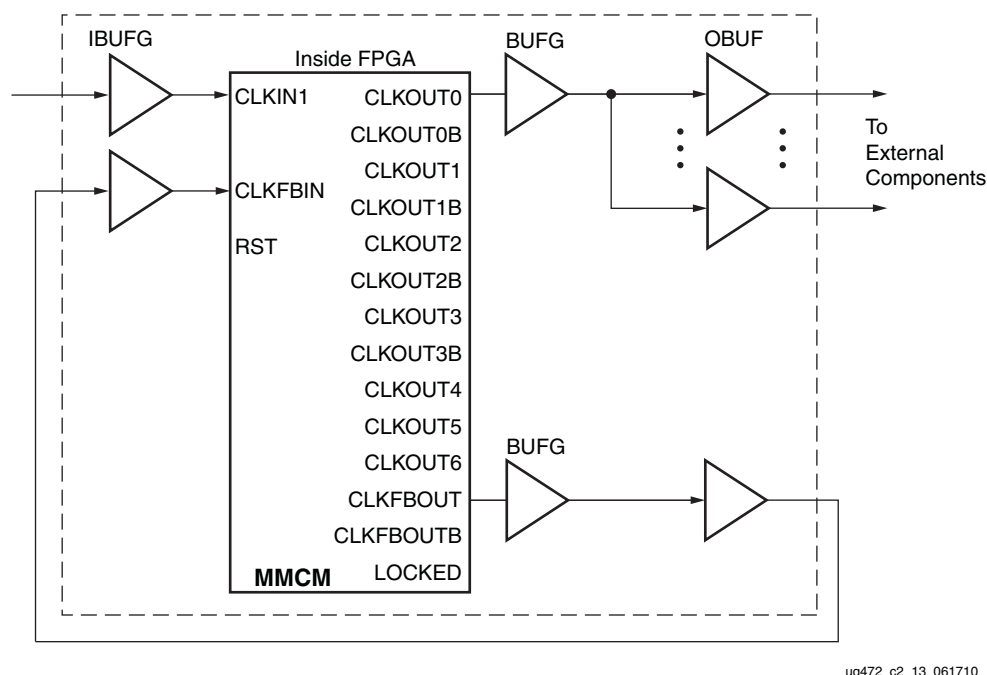 IBUFG
BUFG
OBUF
Inside FPGA
CLKIN1
CLKOUT0
CLKOUT0B
To
External
Components
CLKOUT1
CLKFBIN
CLKOUT1B
RST
CLKOUT2
CLKOUT2B
CLKOUT3
CLKOUT3B
CLKOUT4
CLKOUT5
CLKOUT6
BUFG
CLKFBOUT
CLKFBOUTB
MMCM
LOCKED
ug472_c2_13_061710